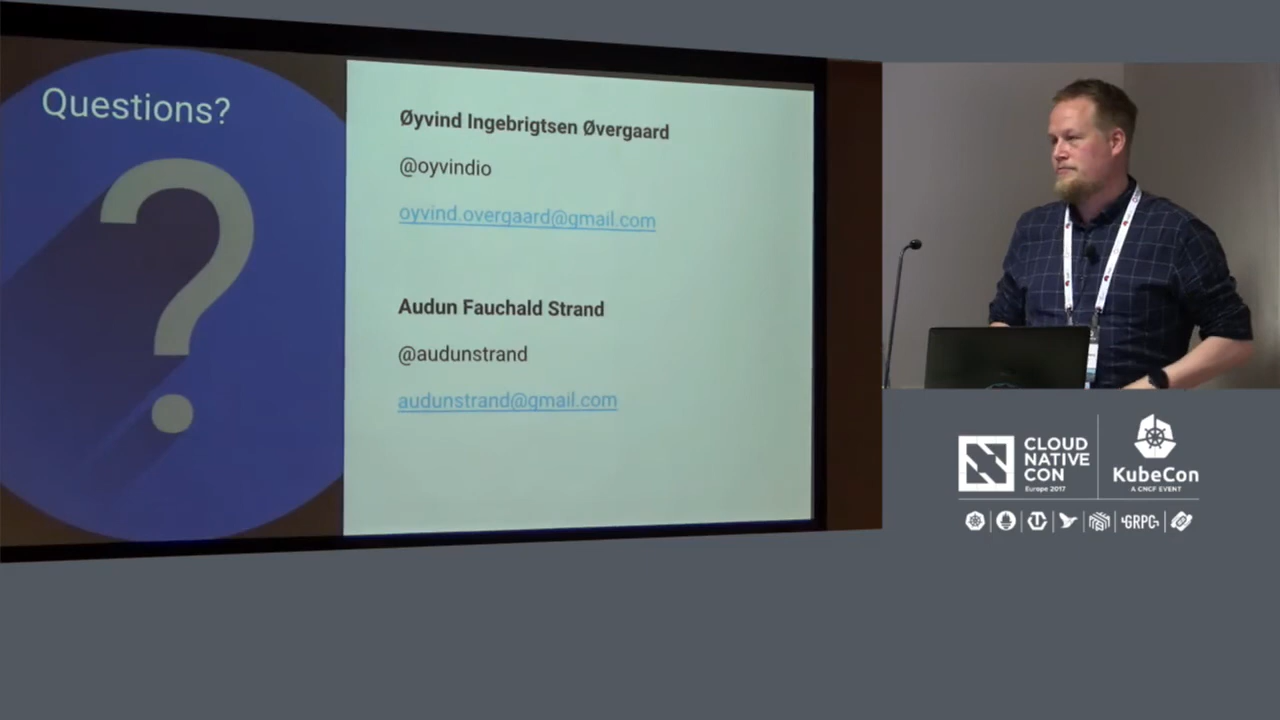 Questions?
Øyvind Ingebrigtsen Øvergaard
@oyvindio
oyvind.overgaard@gmail.com
Audun Fauchald Strand
@audunstrand
audunstrand@gmail.com
CLOUD
NATIVE
CON
Europe 2017
KubeCon
A CNCF EVENT
GRPC